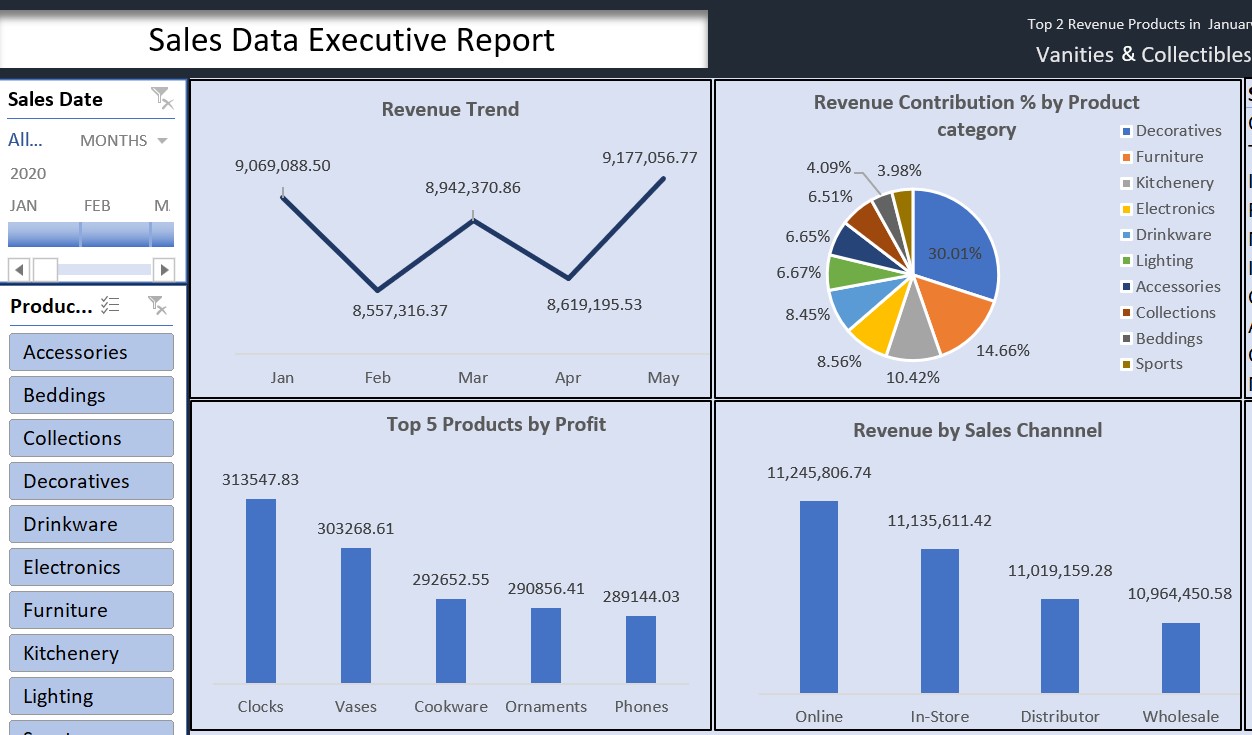 Sales Data Executive Report
Top 2 Revenue Products in
Vanities & Collectibles
Sales Date
All...
MONTHS
2020
JAN
FEB
Produc...
Accessories
Beddings
Collections
Decoratives
Drinkware
Electronics
Furniture
Kitchenery
Lighting
Revenue Trend
9,069,088.50
8,557,316.37
8,942,370.86
8,619,195.53
9,177,056.77
Jan
Feb
Mar
Apr
May
Revenue Contribution % by Product
category
30.01%
14.66%
10.42%
8.56%
8.45%
6.67%
6.65%
6.51%
4.09%
3.98%
Decoratives
Furniture
Kitchenery
Electronics
Drinkware
Lighting
Accessories
Collections
Beddings
Sports
Top 5 Products by Profit
313547.83
303268.61
292652.55
290856.41
289144.03
Clocks
Vases
Cookware
Ornaments
Phones
Revenue by Sales Channnel
11,245,806.74
11,135,611.42
11,019,159.28
10,964,450.58
Online
In-Store
Distributor
Wholesale